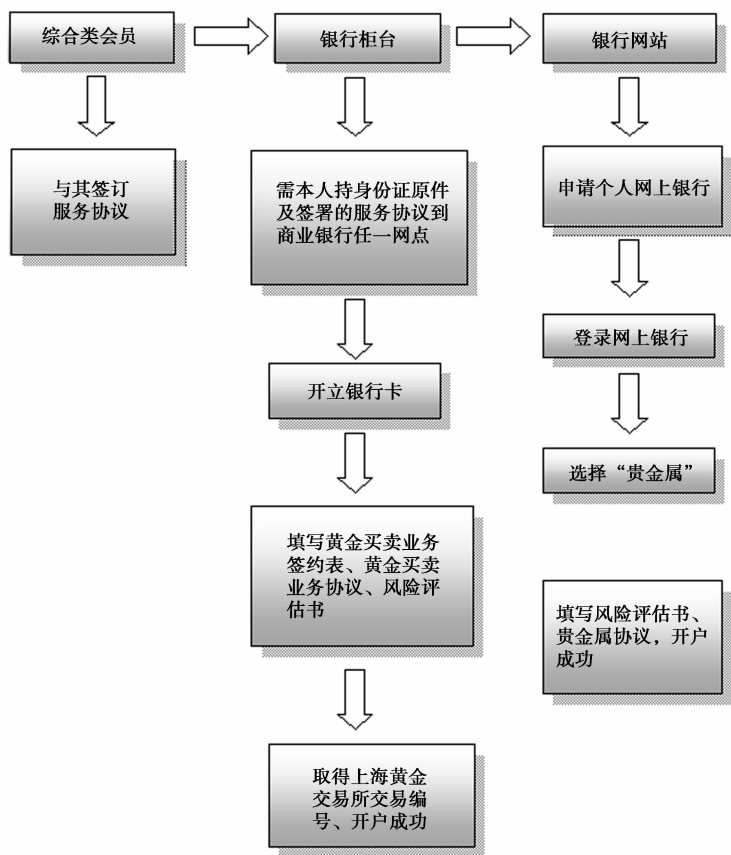 综合类会员
银行柜台
银行网站
与其签订
服务协议
需本人持身份证原件
及签署的服务协议到
商业银行任一网点
开立银行卡
填写黄金买卖业务
签约表、黄金买卖
业务协议、风险评
估书
取得上海黄金
交易所交易编
号、开户成功
申请个人网上银行
登录网上银行
选择“贵金属”
填写风险评估书、
贵金属协议，开户
成功